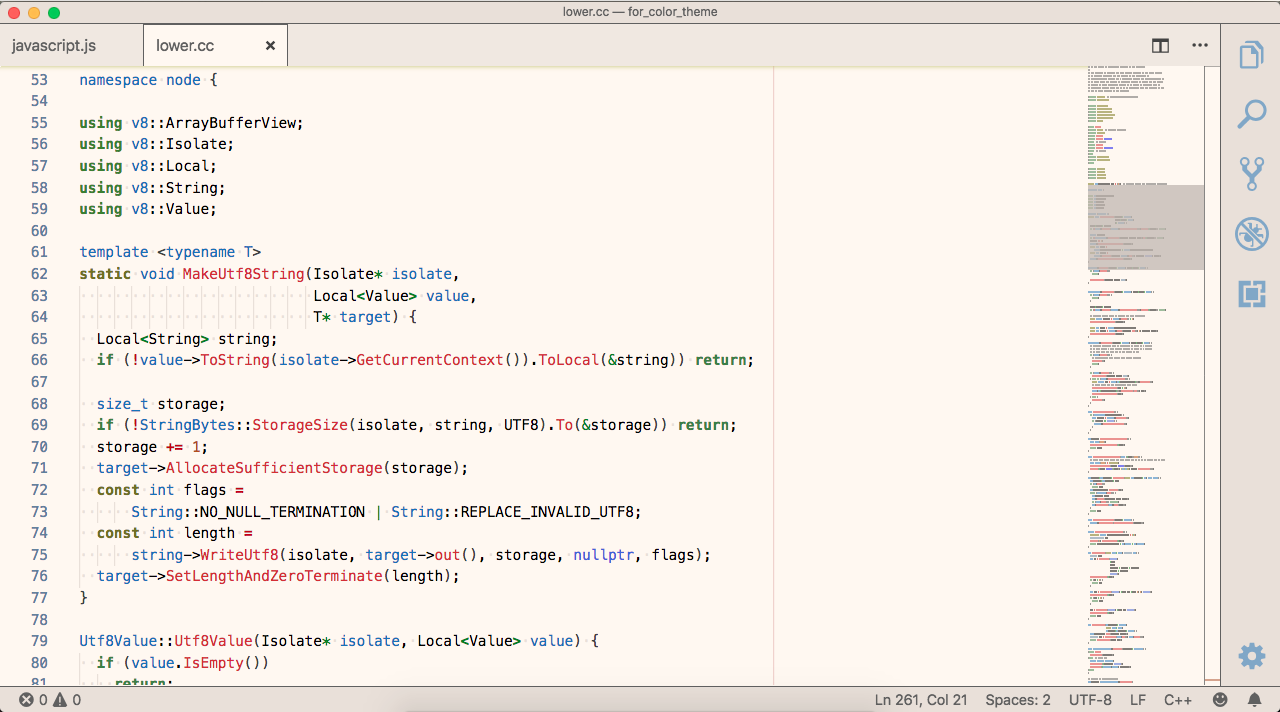 lower.cc — for_color_theme
javascript.js
lower.cc ×
53 namespace node {
54
55 using v8::ArrayBufferView;
56 using v8::Isolate;
57 using v8::Local;
58 using v8::String;
59 using v8::Value;
60
61 template <typename T>
62 static void MakeUtf8String(Isolate* isolate,
63 Local<Value> value,
64 T* target) {
65 Local<String> string;
66 if (!value->ToString(isolate->GetCurrentContext()).ToLocal(&string)) return;
67
68 size_t storage;
69 if (!StringBytes::StorageSize(isolate, string, UTF8).To(&storage)) return;
70 storage += 1;
71 target->AllocateSufficientStorage(storage);
72 const int flags =
73 String::NO_NULL_TERMINATION | String::REPLACE_INVALID_UTF8;
74 const int length =
75 string->WriteUtf8(isolate, target->out(), storage, nullptr, flags);
76 target->SetLengthAndZeroTerminate(length);
77 }
78
79 Utf8Value::Utf8Value(Isolate* isolate, Local<Value> value) {
80 if (value.IsEmpty())
81 return;
0 0
Ln 261, Col 21 Spaces: 2 UTF-8 LF C++